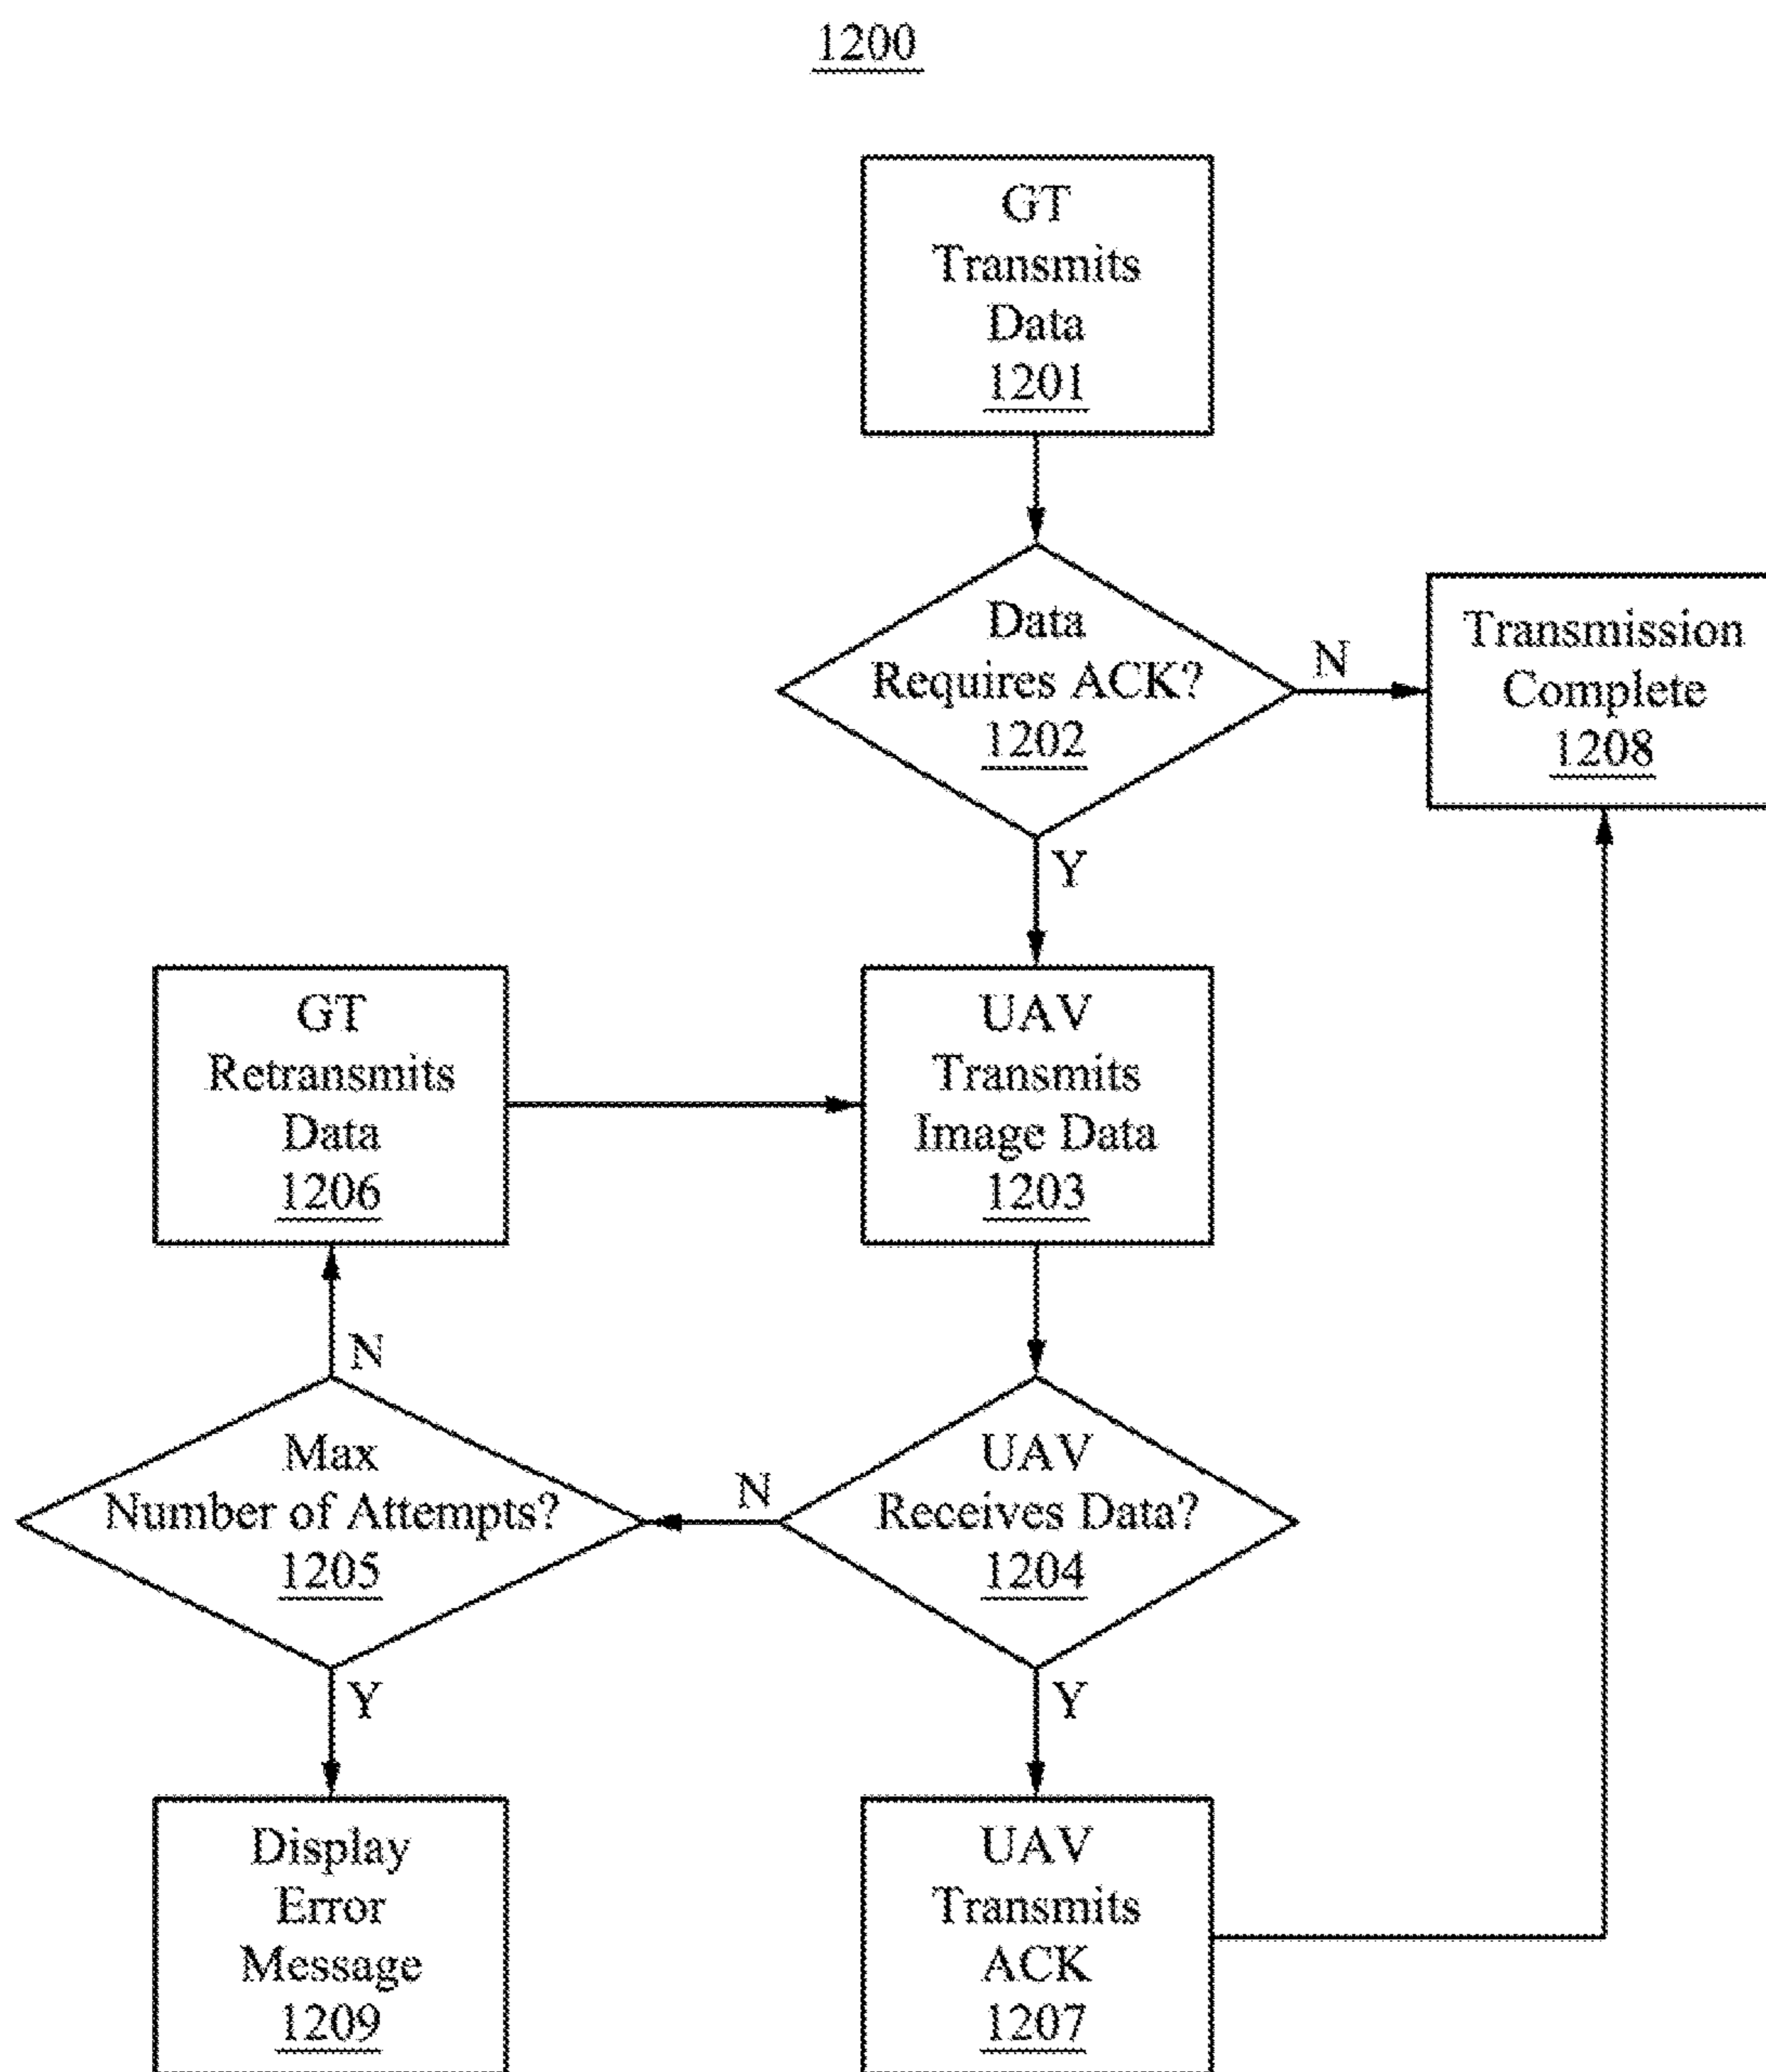 1200
GT
Transmits
Data
1201
Data
Requires ACK?
1202
N
Transmission
Complete
1208
Y
GT
Retransmits
Data
1206
UAV
Transmits
Image Data
1203
N
Max
Number of Attempts?
1205
N
UAV
Receives Data?
1204
Y
Y
Display
Error
Message
1209
UAV
Transmits
ACK
1207